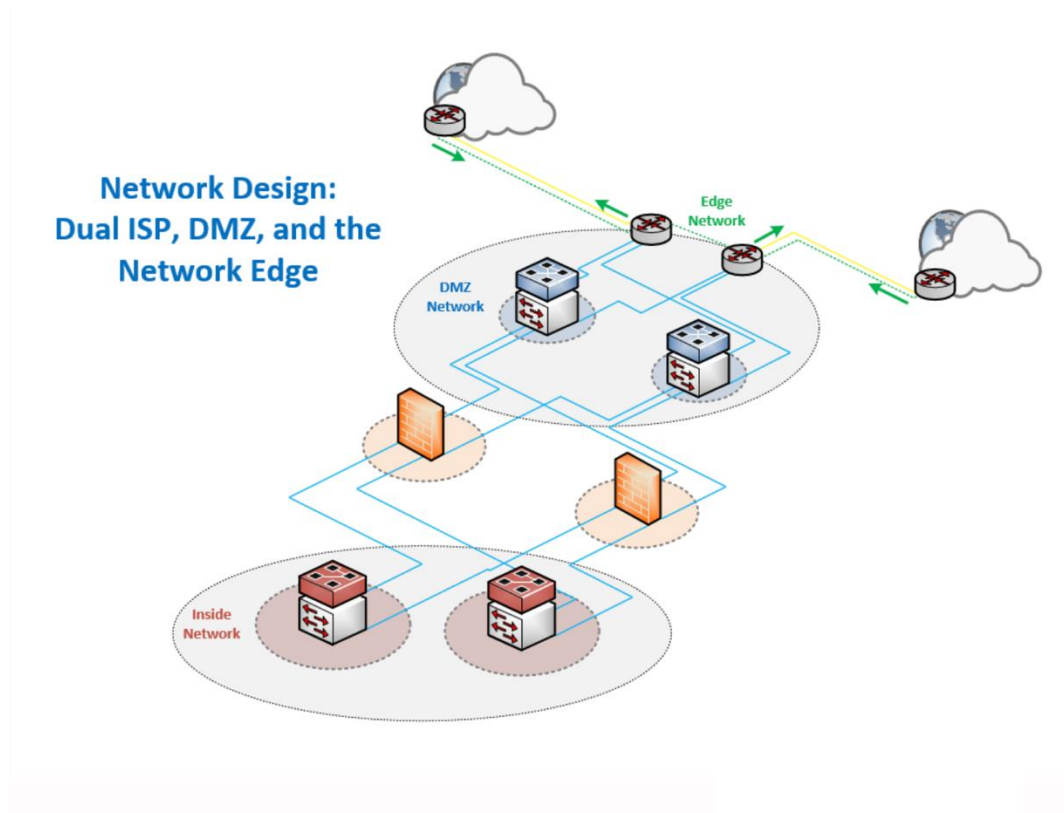 Network Design:
Dual ISP, DMZ, and the
Network Edge
Edge
Network
DMZ
Network
Inside
Network